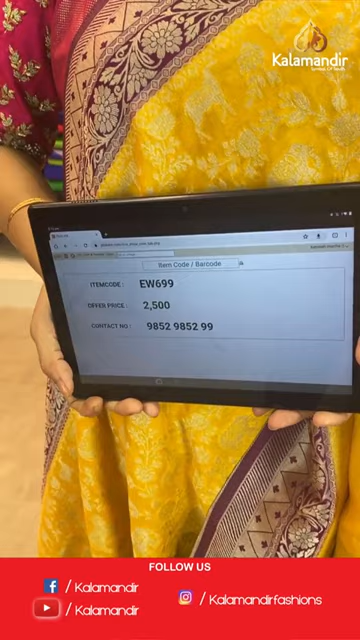 Kalamandir
Item Code / Barcode
ITEMCODE : EW699
OFFER PRICE : 2,500
CONTACT NO : 9852 9852 99
FOLLOW US
/ Kalamandir
/ Kalamandir
/ Kalamandirfashions